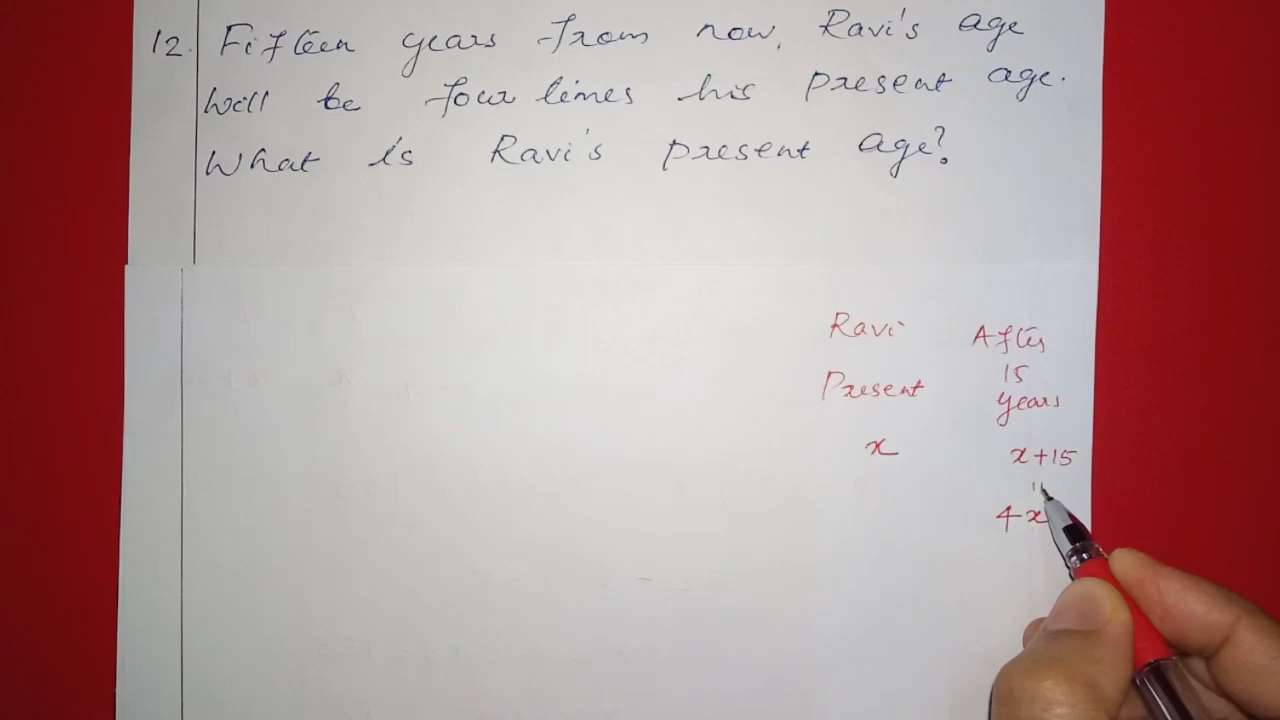 12. Fifteen years from now, Ravi's age
will be four times his present age.
What is Ravi's present age?
Ravi After
Present 15
years
x x+15
"
4x